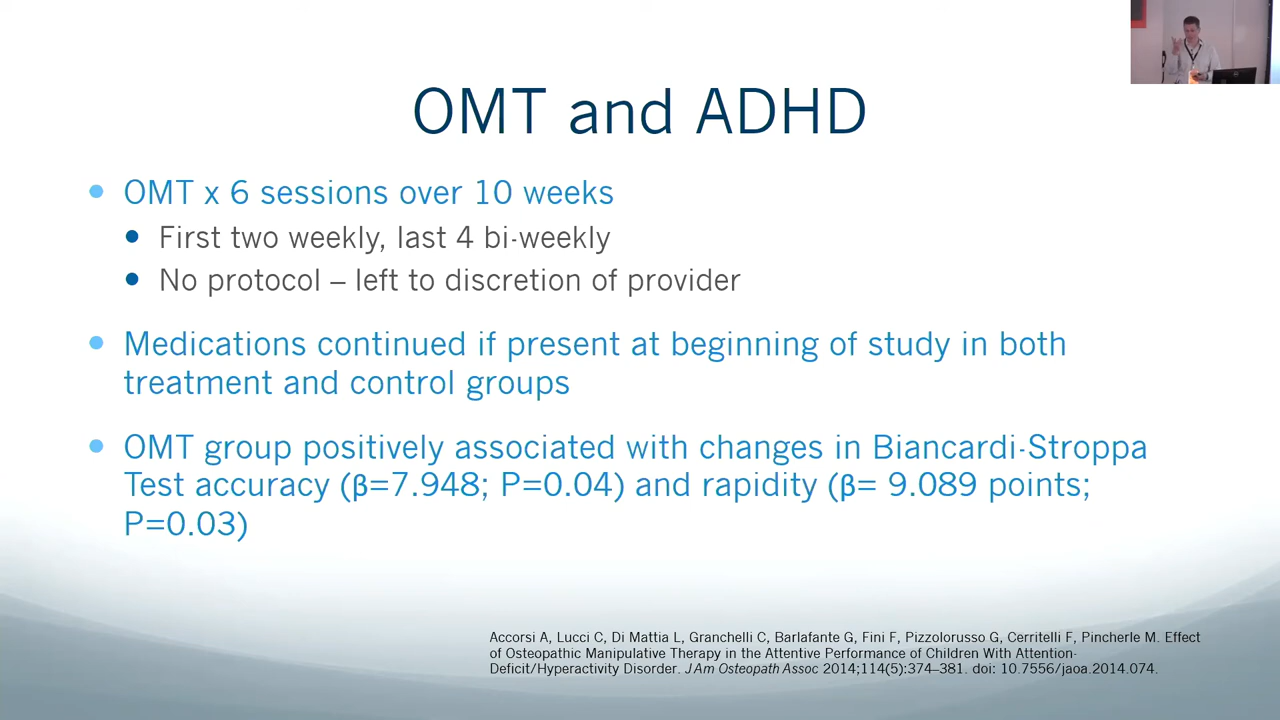 OMT and ADHD
OMT x 6 sessions over 10 weeks
First two weekly, last 4 bi-weekly
No protocol – left to discretion of provider
Medications continued if present at beginning of study in both
treatment and control groups
OMT group positively associated with changes in Biancardi-Stroppa
Test accuracy (β=7.948; P=0.04) and rapidity (β= 9.089 points;
P=0.03)
Accorsi A, Lucci C, Di Mattia L, Granchelli C, Barlafante G, Fini F, Pizzolorusso G, Cerritelli F, Pincherle M. Effect
of Osteopathic Manipulative Therapy in the Attentive Performance of Children With Attention-
Deficit/Hyperactivity Disorder. J Am Osteopath Assoc 2014;114(5):374–381. doi: 10.7556/jaoa.2014.074.